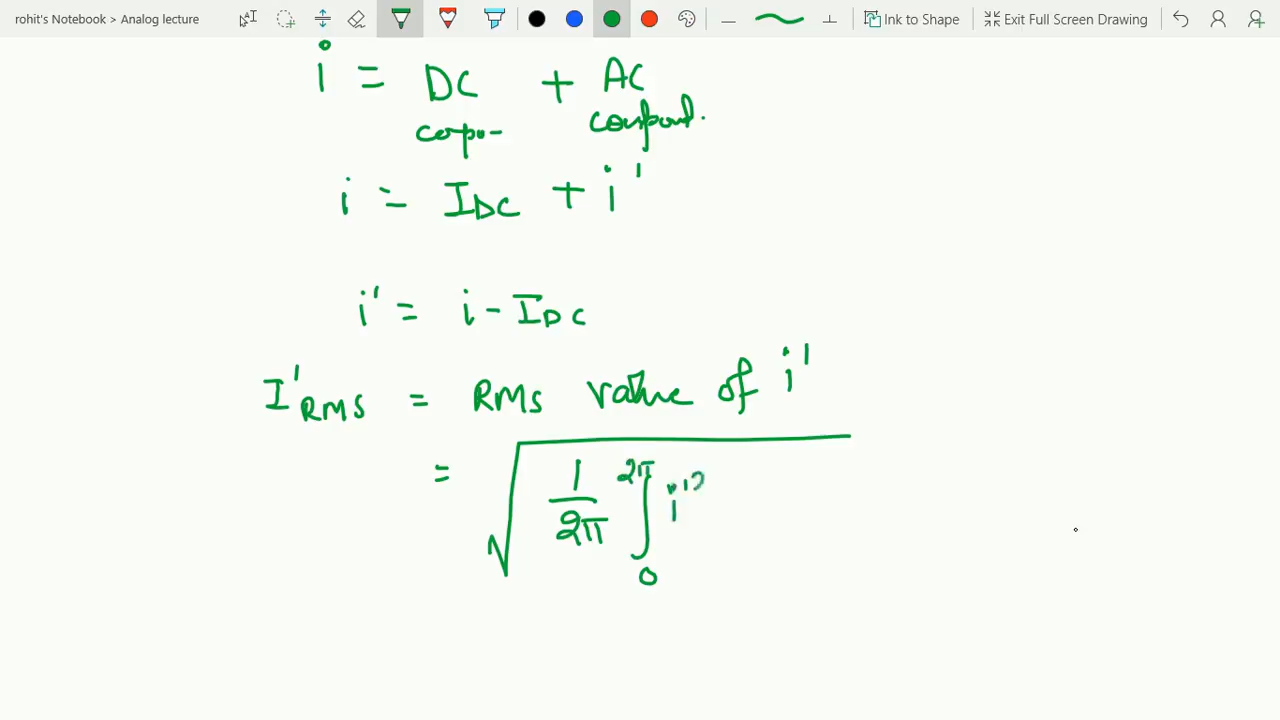 rohit's Notebook > Analog lecture Ink to Shape Exit Full Screen Drawing
i = DC + AC
compo- component.
i = IDC + i'
i' = i - IDC
I'RMS = RMS value of i'
= √ 1/2π ∫₀^2π i'²